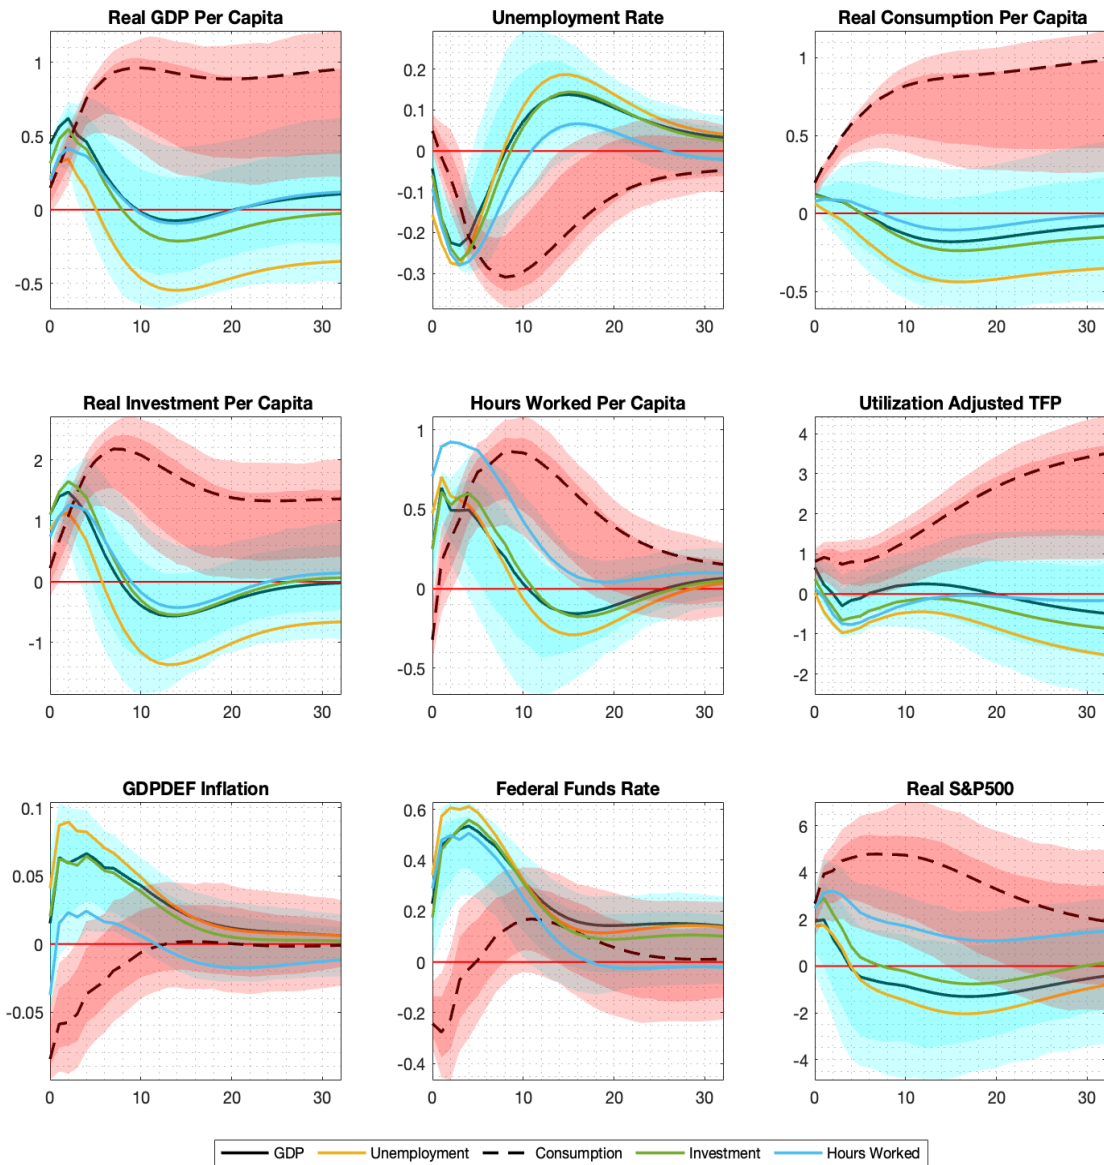 Real GDP Per Capita
1
0.5
0
-0.5
0 10 20 30
Unemployment Rate
0.2
0.1
0
-0.1
-0.2
-0.3
0 10 20 30
Real Consumption Per Capita
1
0.5
0
-0.5
0 10 20 30
Real Investment Per Capita
2
1
0
-1
0 10 20 30
Hours Worked Per Capita
1
0.5
0
-0.5
0 10 20 30
Utilization Adjusted TFP
4
3
2
1
0
-1
-2
0 10 20 30
GDPDEF Inflation
0.1
0.05
0
-0.05
0 10 20 30
Federal Funds Rate
0.6
0.4
0.2
0
-0.2
-0.4
0 10 20 30
Real S&P500
6
4
2
0
-2
-4
0 10 20 30
GDP Unemployment Consumption Investment Hours Worked